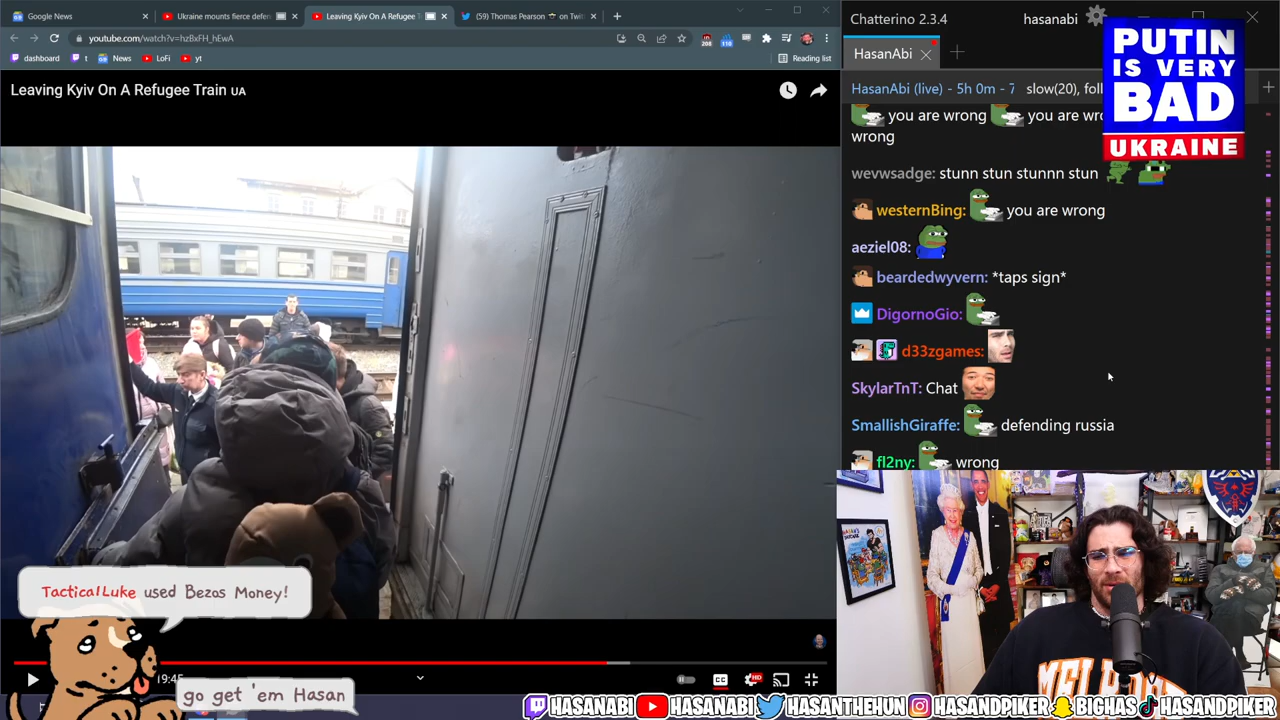 Google News
Ukraine mounts fierce defen
Leaving Kyiv On A Refugee T
(59) Thomas Pearson on Twit
youtube.com/watch?v=hzBxFH_hEwA
dashboard
t
News
LoFi
yt
Reading list
Leaving Kyiv On A Refugee Train UA
19:45
TacticalLuke used Bezos Money!
go get 'em Hasan
Chatterino 2.3.4
hasanabi
HasanAbi
HasanAbi (live) - 5h 0m - 7
slow(20), foll
PUTIN
IS VERY
BAD
UKRAINE
you are wrong you are wro
wrong
wevwsadge: stunn stun stunnn stun
westernBing: you are wrong
aeziel08:
beardedwyvern: *taps sign*
DigornoGio:
d33zgames:
SkylarTnT: Chat
SmallishGiraffe: defending russia
fl2ny: wrong
HASANABI
HASANABI
HASANTHEHUN
HASANDPIKER
BIGHAS
HASANDPIKER